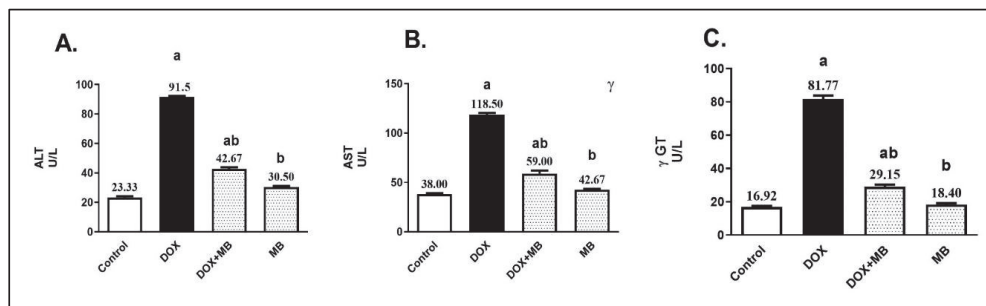 A.
a
91.5
ab
42.67
b
30.50
23.33
100
80
60
40
20
0
ALT
U/L
Control
DOX
DOX+MB
MB
B.
a
118.50
ab
59.00
b
42.67
38.00
γ
150
100
50
0
AST
U/L
Control
DOX
DOX+MB
MB
C.
a
81.77
ab
29.15
b
18.40
16.92
100
80
60
40
20
0
γ GT
U/L
Control
DOX
DOX+MB
MB